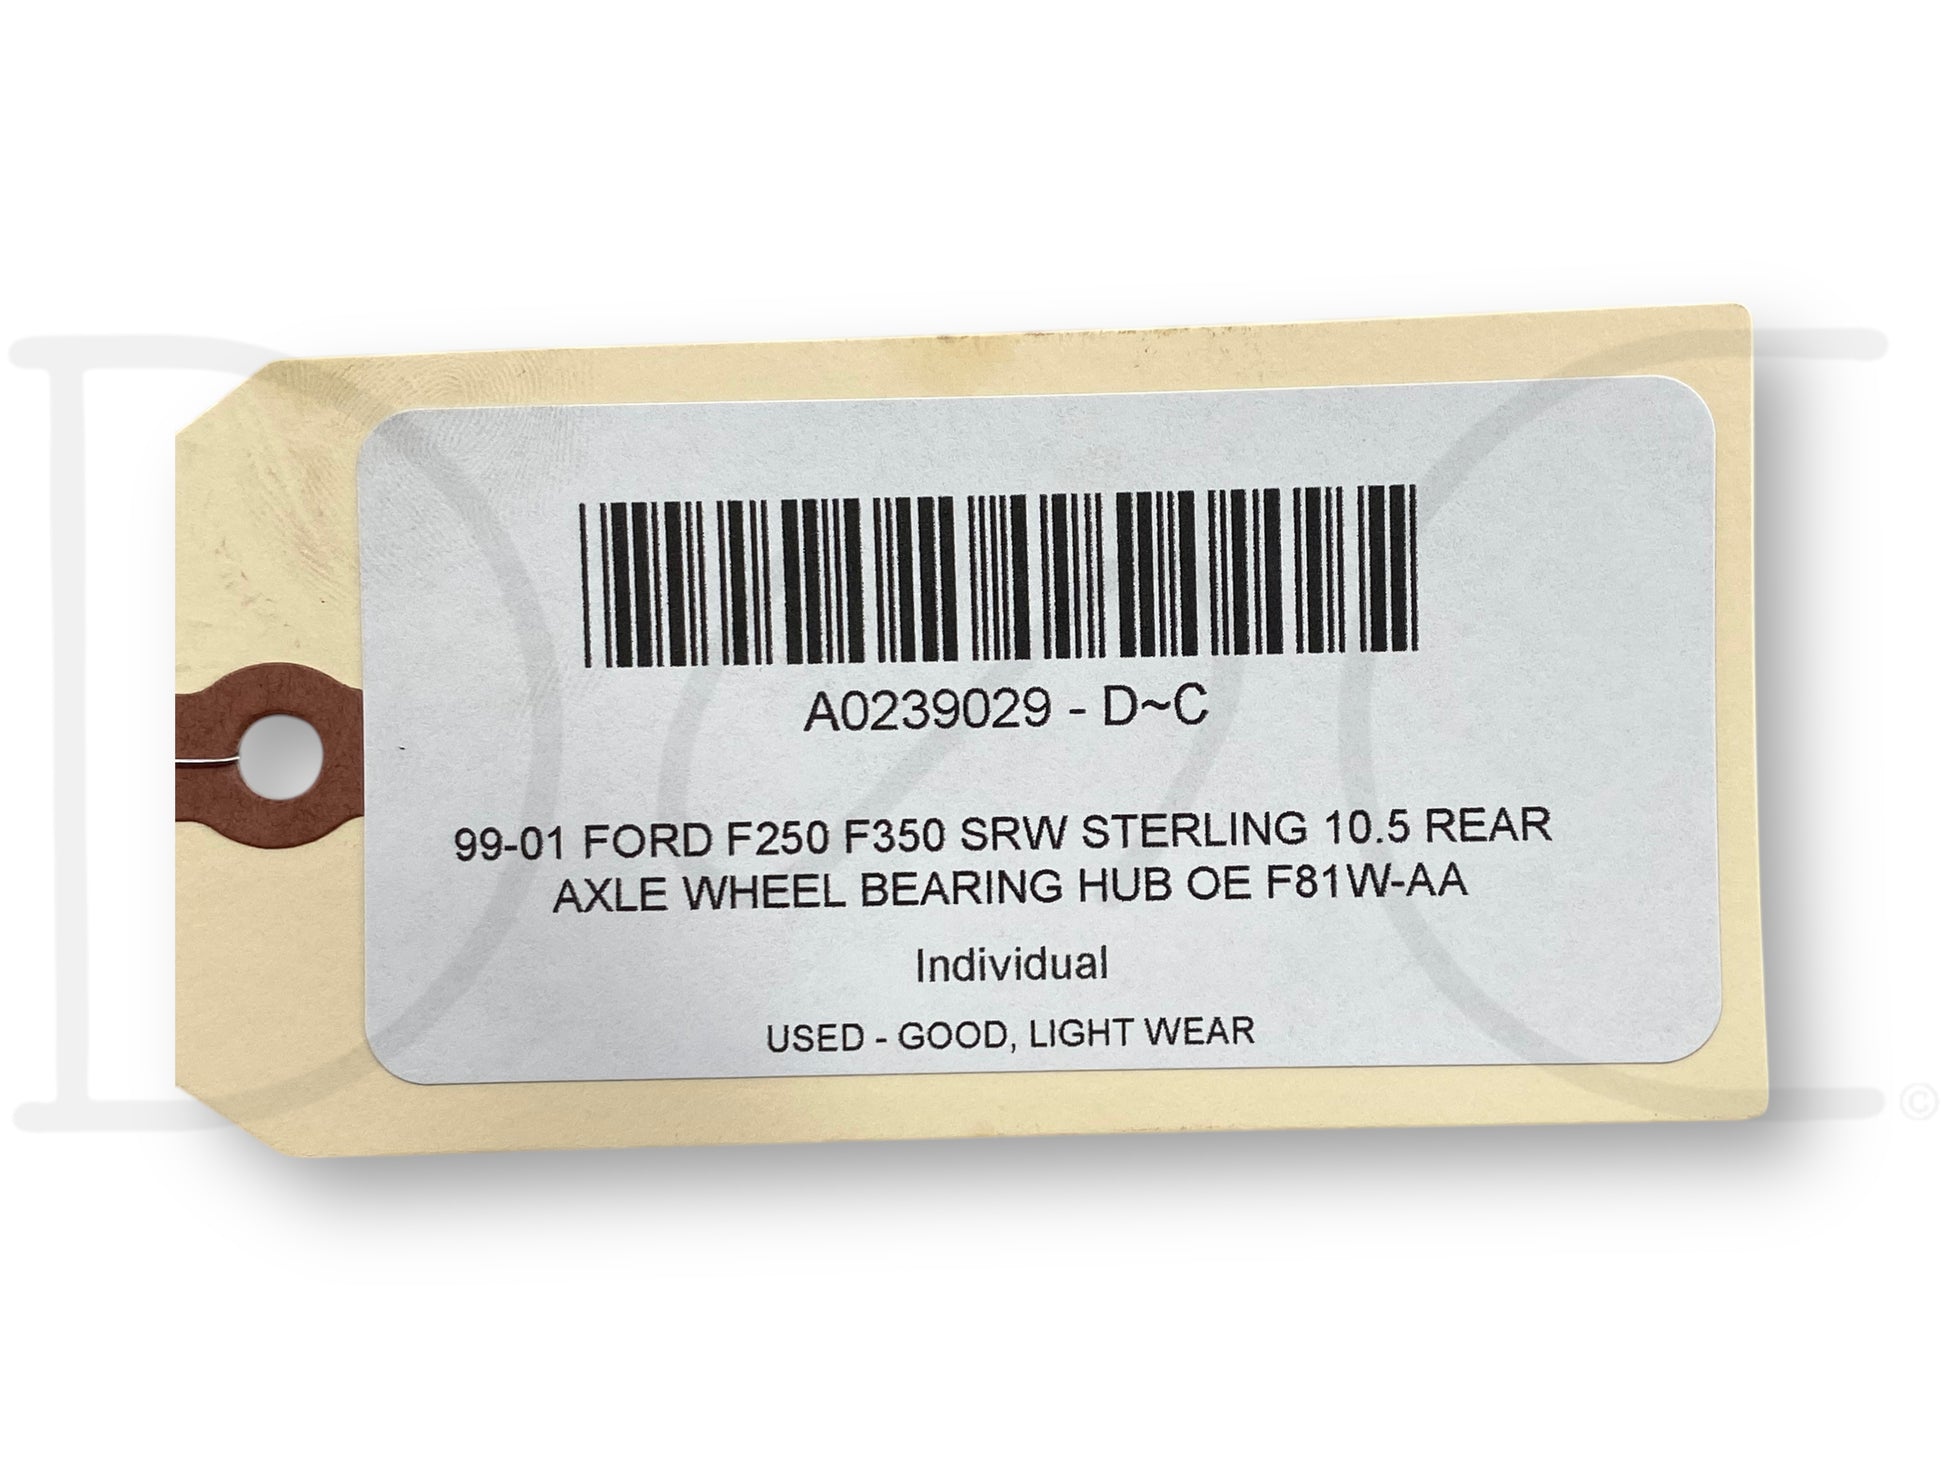 A0239029 - D~C
99-01 FORD F250 F350 SRW STERLING 10.5 REAR
AXLE WHEEL BEARING HUB OE F81W-AA
Individual
USED - GOOD, LIGHT WEAR
D
C
©